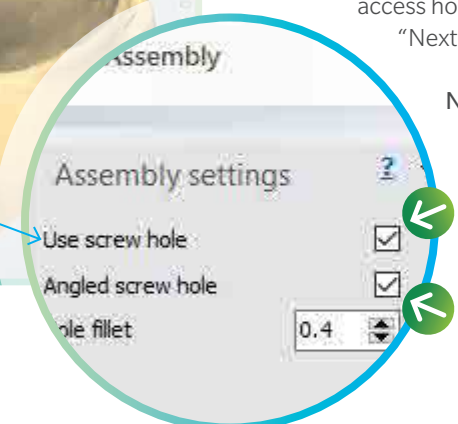 access ho
“Next
N
Assembly
Assembly settings ?
Use screw hole
Angled screw hole
ole fillet 0.4